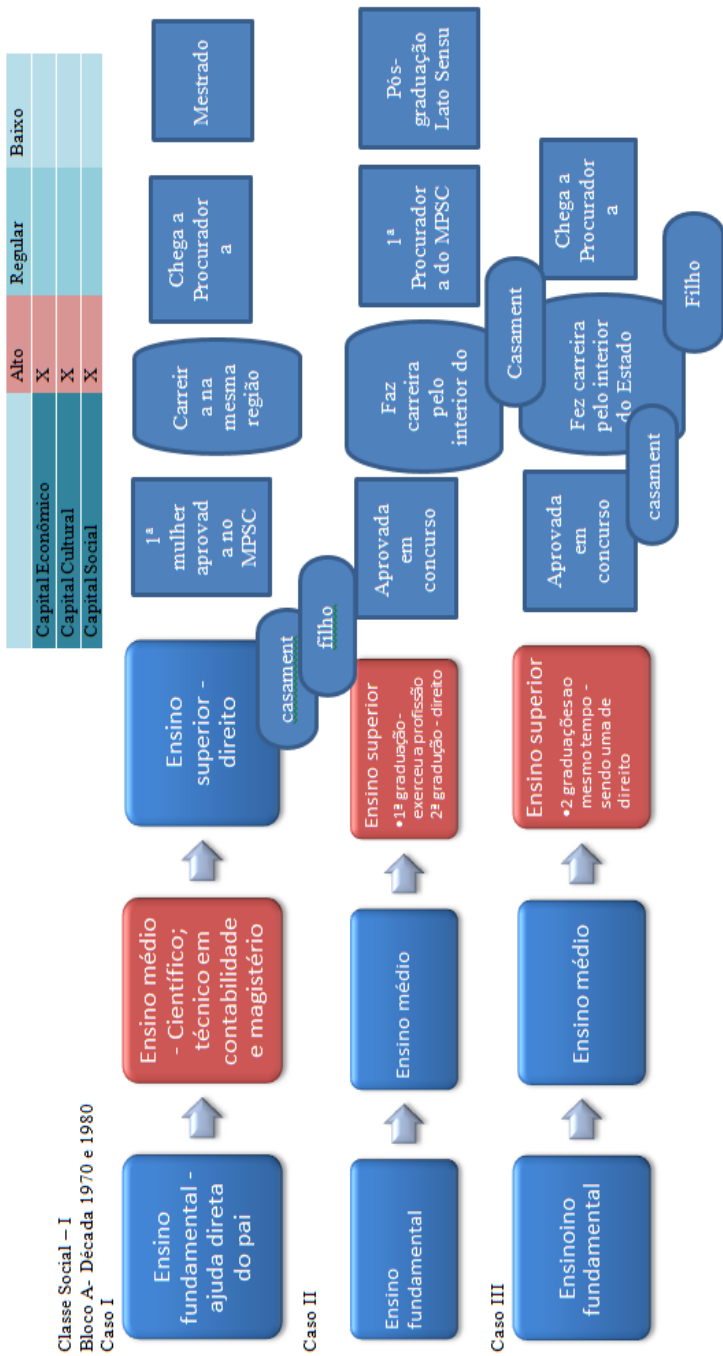 Classe Social – I
Bloco A- Década 1970 e 1980
Alto Regular Baixo
Capital Econômico X
Capital Cultural X
Capital Social X
Caso I
Ensino
fundamental -
ajuda direta
do pai
Ensino médio
- Científico;
técnico em
contabilidade
e magistério
Ensino
superior -
direito
casament
filho
1ª
mulher
aprovad
a no
MPSC
Carreir
a na
mesma
região
Chega a
Procurador
a
Mestrado
Caso II
Ensino
fundamental
Ensino médio
Ensino superior
•1ª graduação-
exerceu a profissão
2ª gradução - direito
Aprovada
em
concurso
Faz
carreira
pelo
interior do
Casament
1ª
Procurador
a do MPSC
Pós-
graduação
Lato Sensu
Caso III
Ensinoino
fundamental
Ensino médio
Ensino superior
•2 graduações ao
mesmo tempo -
sendo uma de
direito
Aprovada
em
concurso
casament
Fez carreira
pelo interior
do Estado
Filho
Chega a
Procurador
a